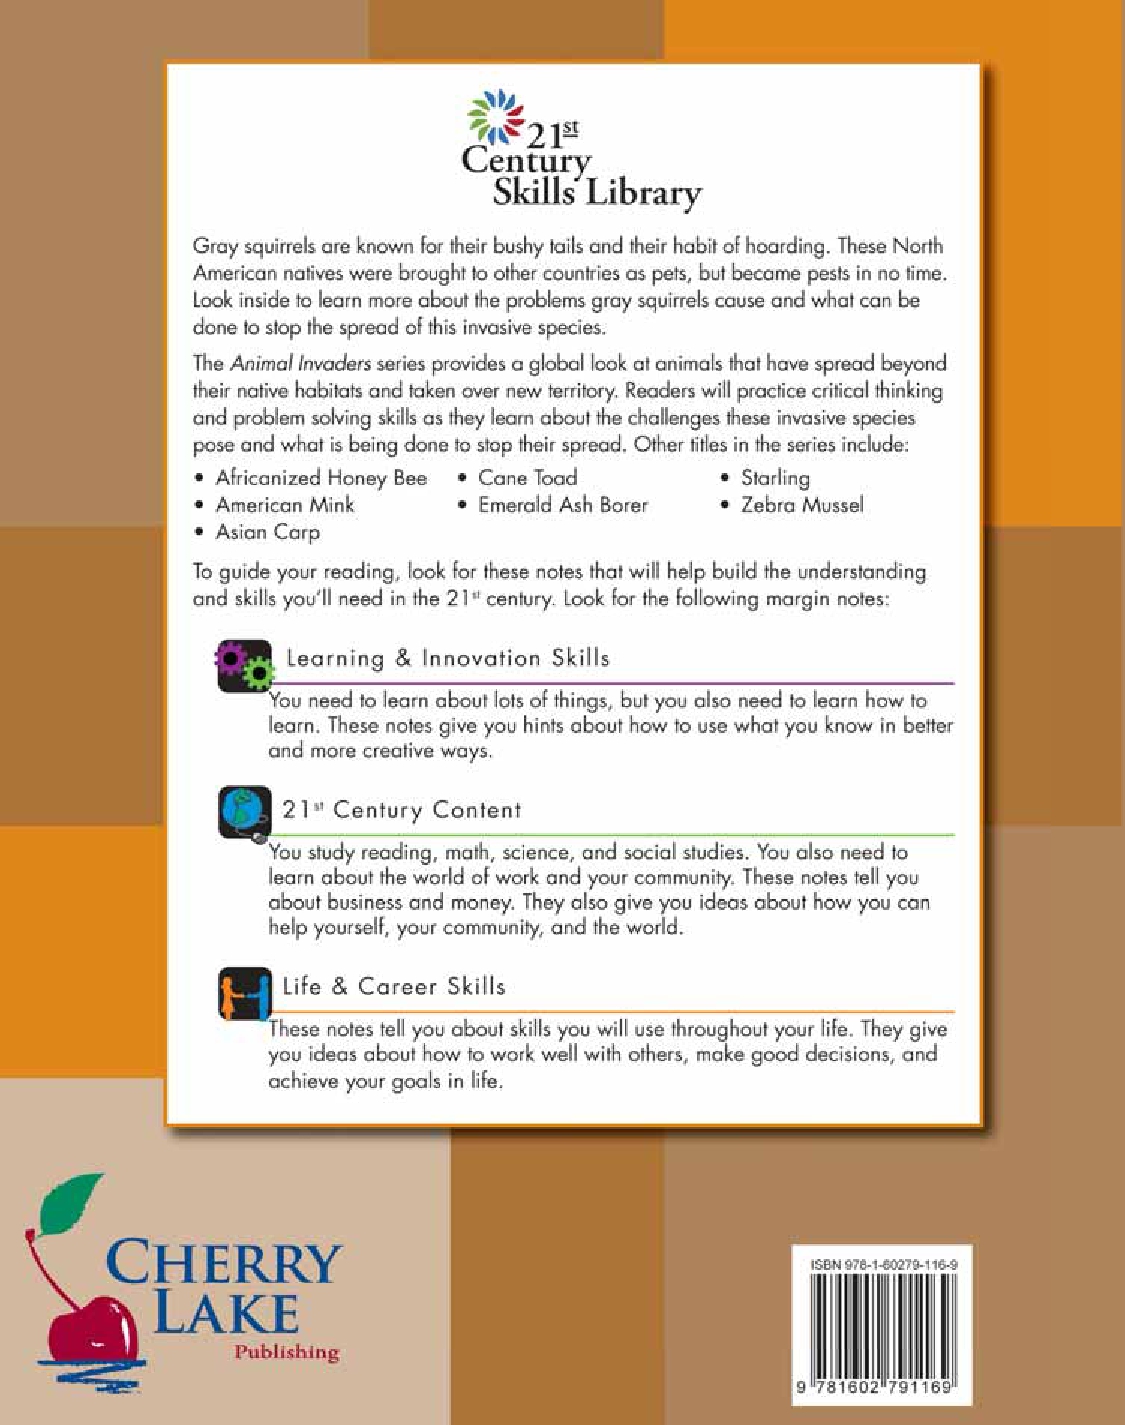 21st
Century
Skills Library
Gray squirrels are known for their bushy tails and their habit of hoarding. These North
American natives were brought to other countries as pets, but became pests in no time.
Look inside to learn more about the problems gray squirrels cause and what can be
done to stop the spread of this invasive species.
The Animal Invaders series provides a global look at animals that have spread beyond
their native habitats and taken over new territory. Readers will practice critical thinking
and problem solving skills as they learn about the challenges these invasive species
pose and what is being done to stop their spread. Other titles in the series include:
• Africanized Honey Bee
• American Mink
• Asian Carp
• Cane Toad
• Emerald Ash Borer
• Starling
• Zebra Mussel
To guide your reading, look for these notes that will help build the understanding
and skills you'll need in the 21st century. Look for the following margin notes:
Learning & Innovation Skills
You need to learn about lots of things, but you also need to learn how to
learn. These notes give you hints about how to use what you know in better
and more creative ways.
21st Century Content
You study reading, math, science, and social studies. You also need to
learn about the world of work and your community. These notes tell you
about business and money. They also give you ideas about how you can
help yourself, your community, and the world.
Life & Career Skills
These notes tell you about skills you will use throughout your life. They give
you ideas about how to work well with others, make good decisions, and
achieve your goals in life.
CHERRY
LAKE
Publishing
ISBN 978-1-60279-116-9
9 781602 791169